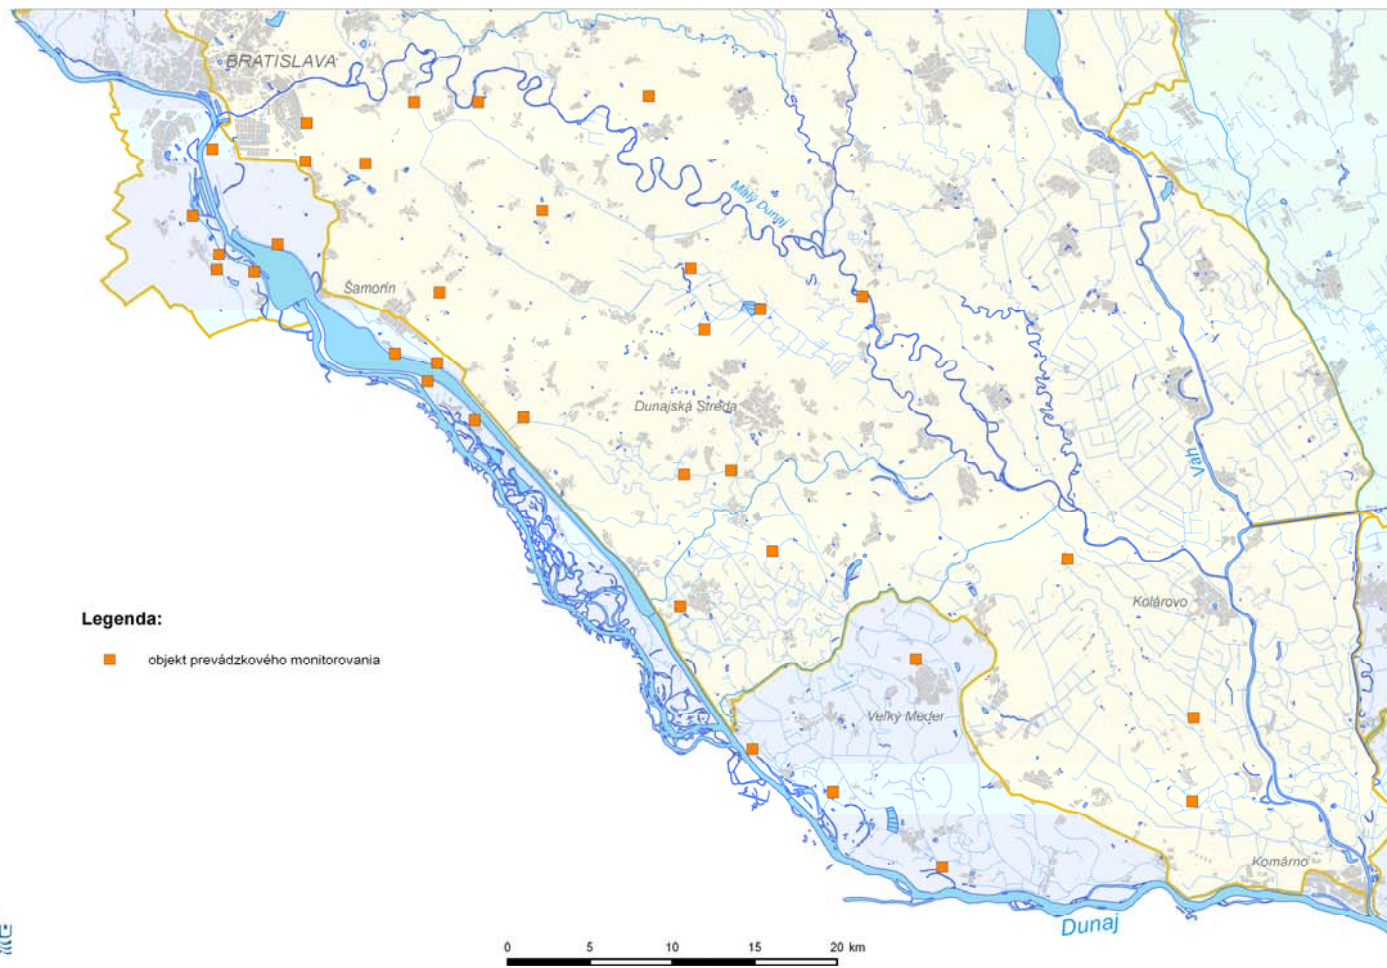 BRATISLAVA
Malý Dunaj
Šamorín
Dunajská Streda
Váh
Kolárovo
Legenda:
objekt prevádzkového monitorovania
Veľký Meder
Komárno
Dunaj
0 5 10 15 20 km